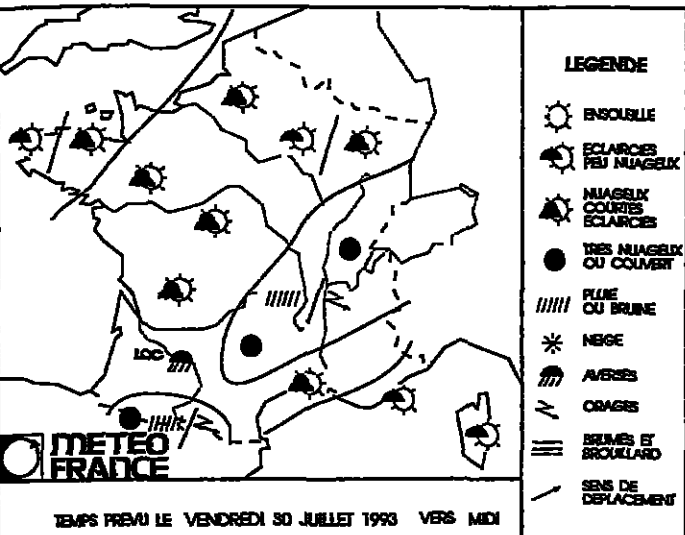 LEGENDE
ENSOLEILLE
ECLAIRCIES
PEU NUAGEUX
NUAGEUX
COURTES
ECLAIRCIES
TRES NUAGEUX
OU COUVERT
PLUIE
OU BRUINE
NEIGE
AVERSES
ORAGES
BRUMES ET
BROUILLARD
SENS DE
DEPLACEMENT
LOC
METEO
FRANCE
TEMPS PREVU LE VENDREDI 30 JUILLET 1993 VERS MIDI